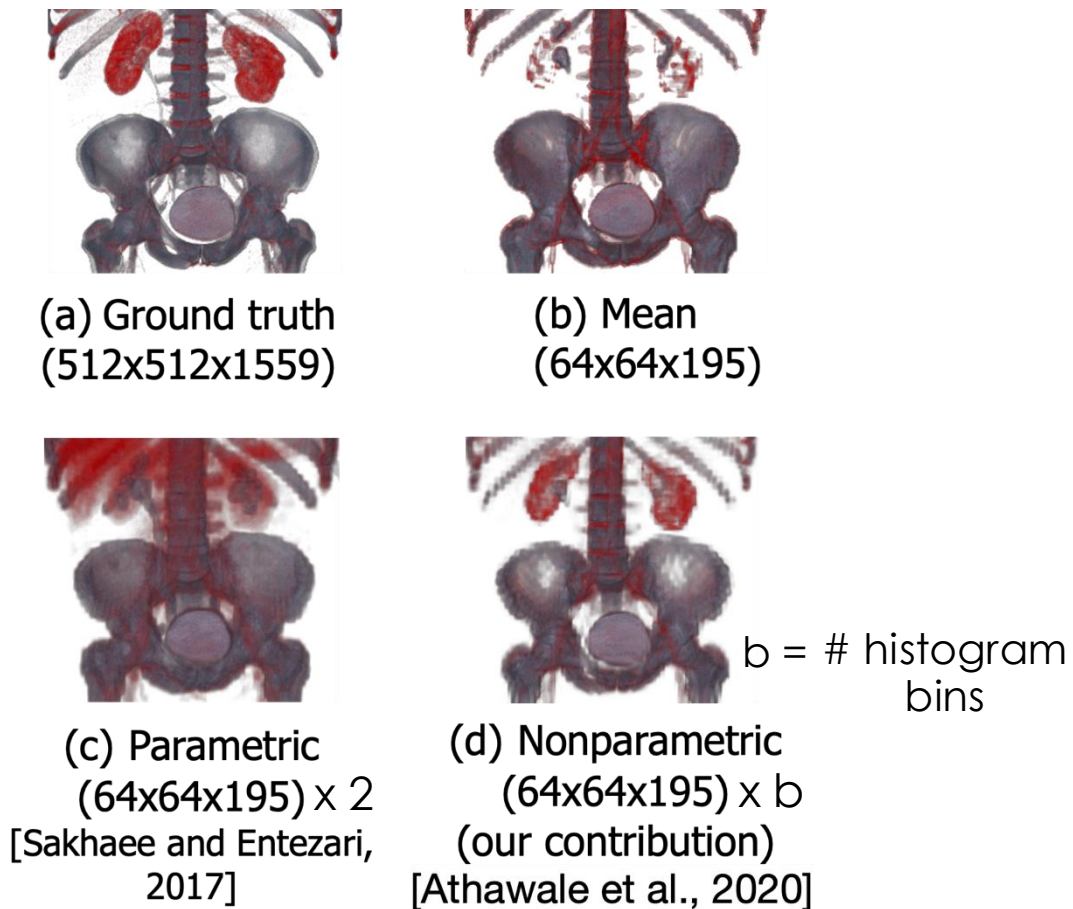 (a) Ground truth
(512x512x1559)
(b) Mean
(64x64x195)
(c) Parametric
(64x64x195) x 2
[Sakhaee and Entezari,
2017]
(d) Nonparametric
(64x64x195) x b
(our contribution)
[Athawale et al., 2020]
b = # histogram
bins